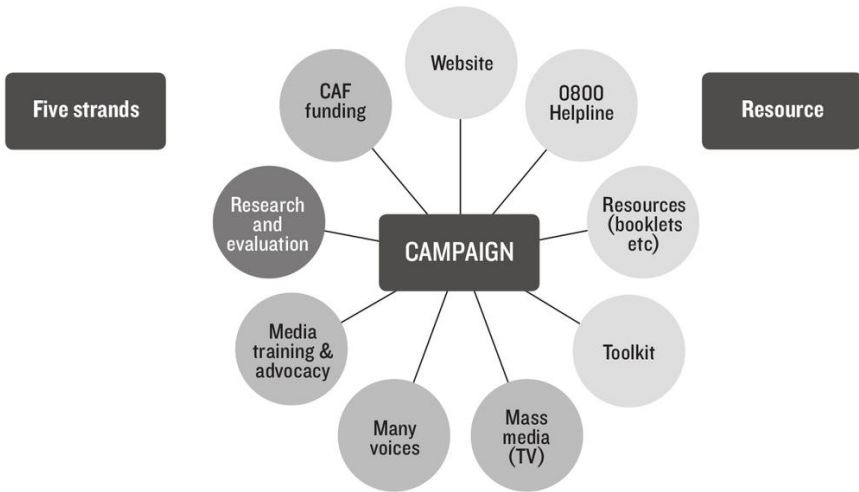 Five strands
CAF
funding
Website
0800
Helpline
Resource
Research
and
evaluation
CAMPAIGN
Resources
(booklets
etc)
Media
training &
advocacy
Toolkit
Many
voices
Mass
media
(TV)